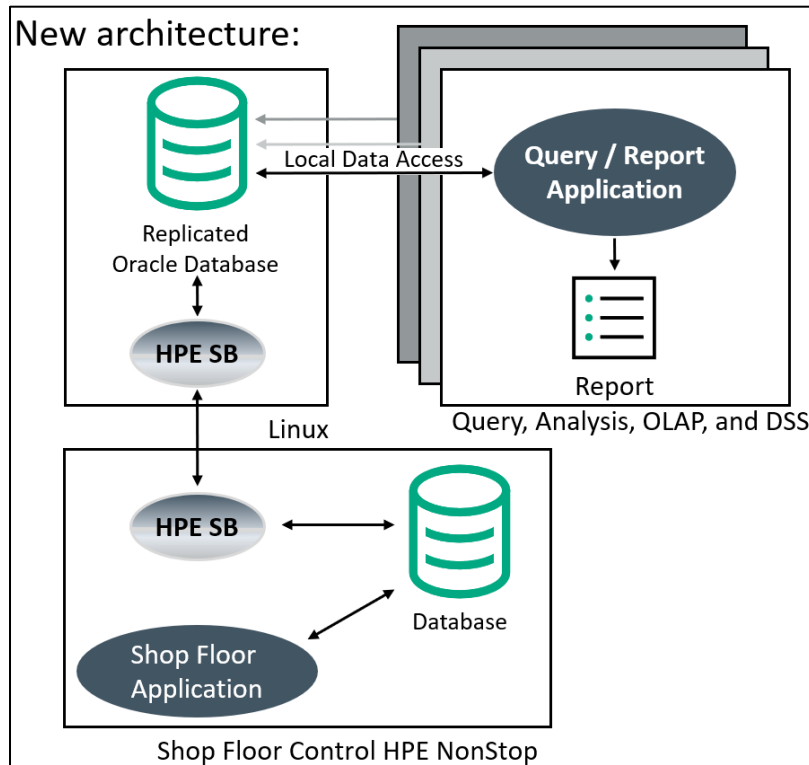 New architecture:
Local Data Access
Query / Report
Application
Replicated
Oracle Database
HPE SB
Report
Linux
Query, Analysis, OLAP, and DSS
HPE SB
Database
Shop Floor
Application
Shop Floor Control HPE NonStop